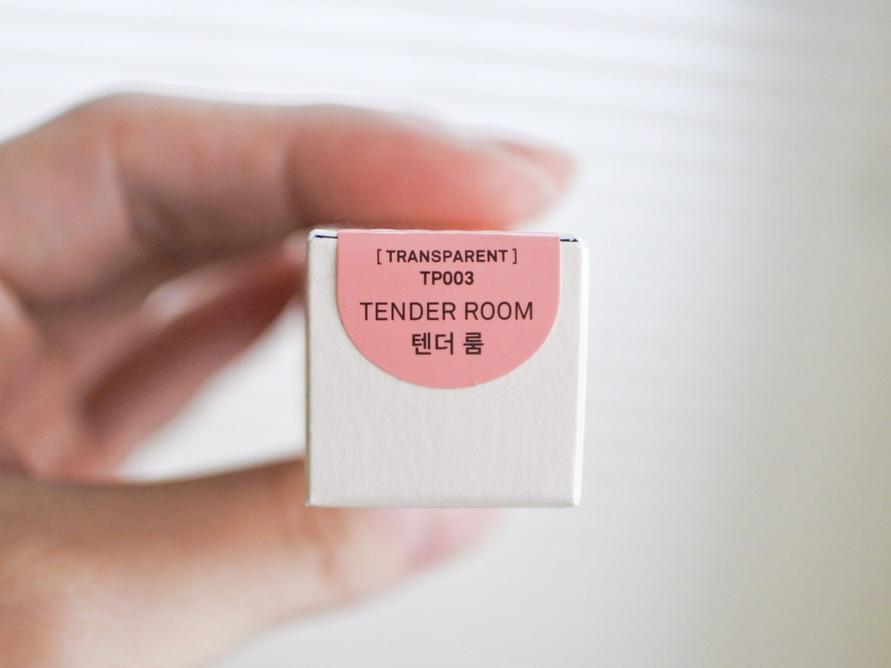 [ TRANSPARENT ]
TP003
TENDER ROOM
텐더 룸